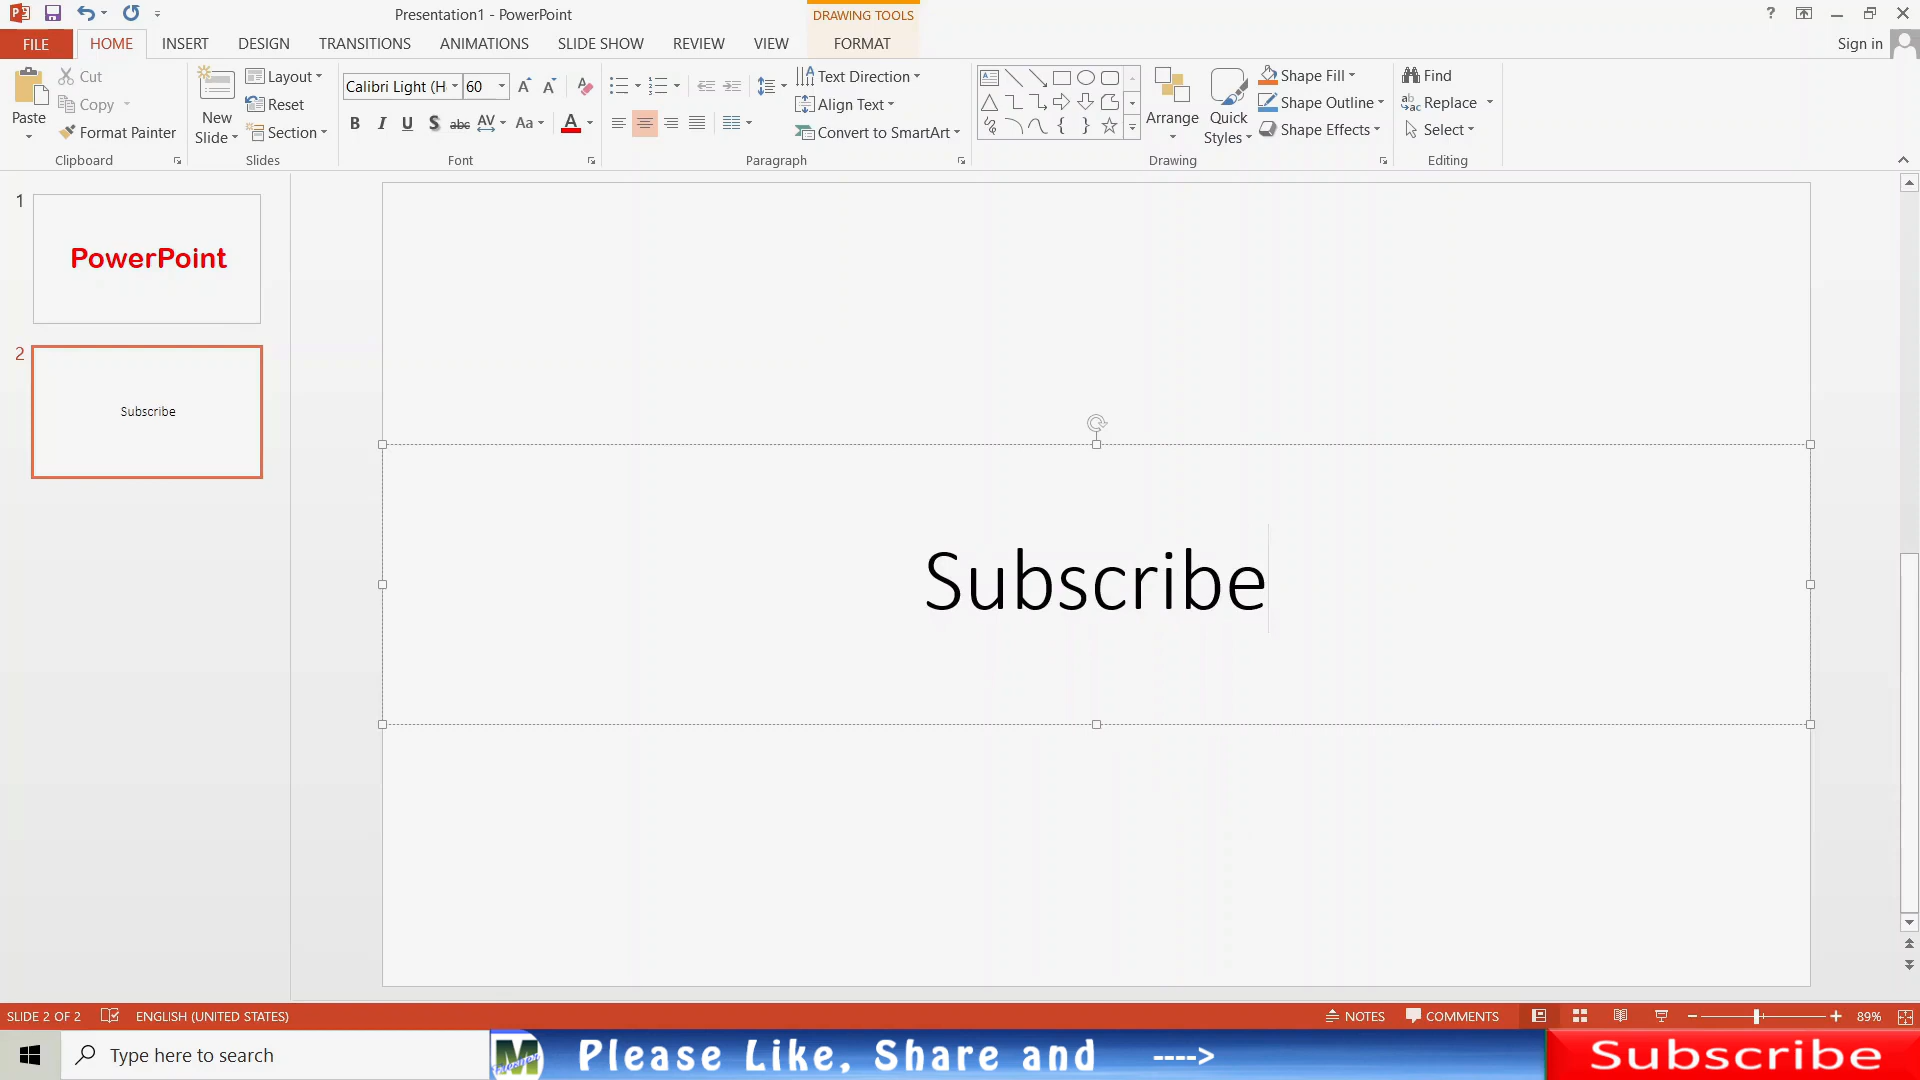 Presentation1 - PowerPoint
DRAWING TOOLS
?
FILE
HOME
INSERT
DESIGN
TRANSITIONS
ANIMATIONS
SLIDE SHOW
REVIEW
VIEW
FORMAT
Sign in
Paste
Cut
Copy
Format Painter
Clipboard
New
Slide
Layout
Reset
Section
Slides
Calibri Light (H
60
B I U S abc AV Aa A
Font
Text Direction
Align Text
Convert to SmartArt
Paragraph
Arrange
Quick
Styles
Shape Fill
Shape Outline
Shape Effects
Drawing
Find
Replace
Select
Editing
1
PowerPoint
2
Subscribe
Subscribe
SLIDE 2 OF 2
ENGLISH (UNITED STATES)
NOTES
COMMENTS
89%
Type here to search
Please Like, Share and ---->
Subscribe